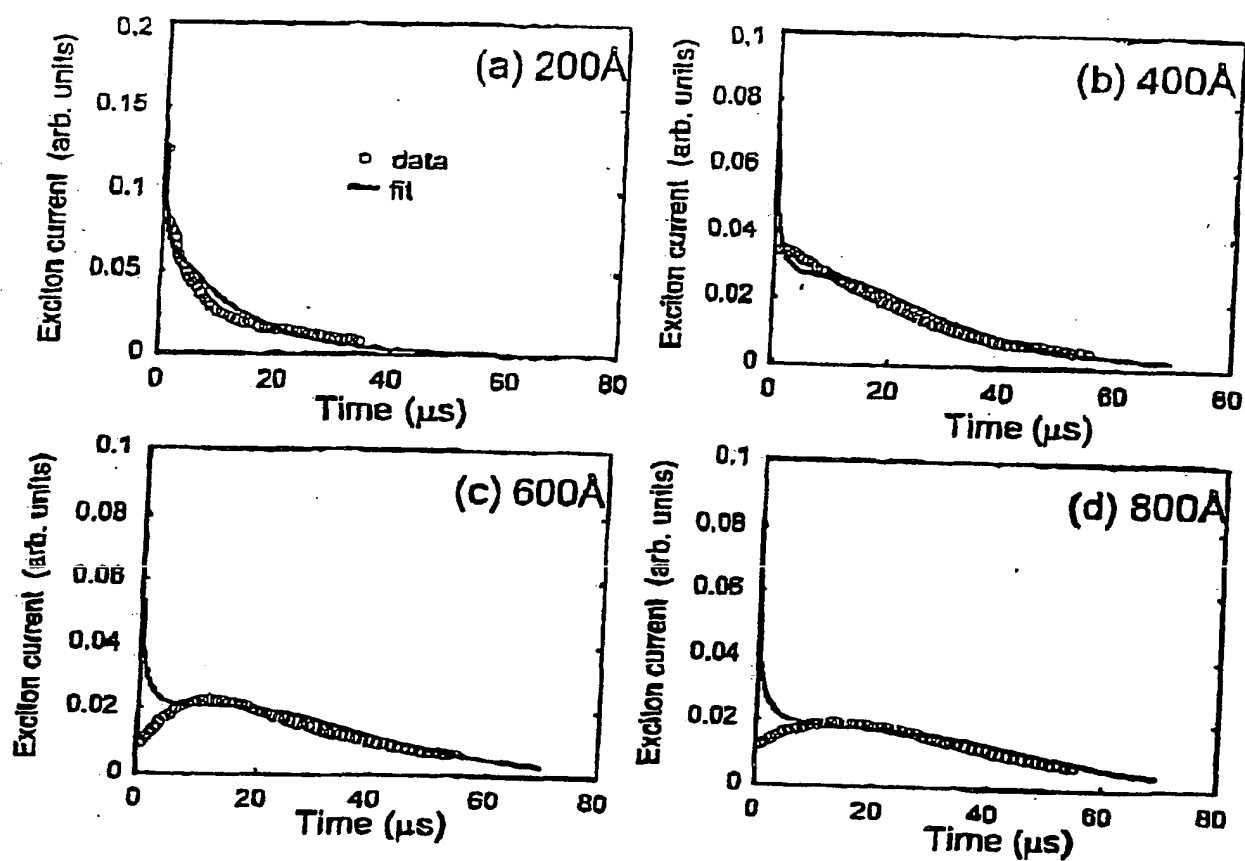 (a) 200Å
Exciton current (arb. units)
0.2
0.15
0.1
0.05
0
data
fit
0 20 40 60 80
Time (µs)
(b) 400Å
Exciton current (arb. units)
0.1
0.08
0.06
0.04
0.02
0
0 20 40 60 80
Time (µs)
(c) 600Å
Exciton current (arb. units)
0.1
0.08
0.06
0.04
0.02
0
0 20 40 60 80
Time (µs)
(d) 800Å
Exciton current (arb. units)
0.1
0.08
0.06
0.04
0.02
0
0 20 40 60 80
Time (µs)